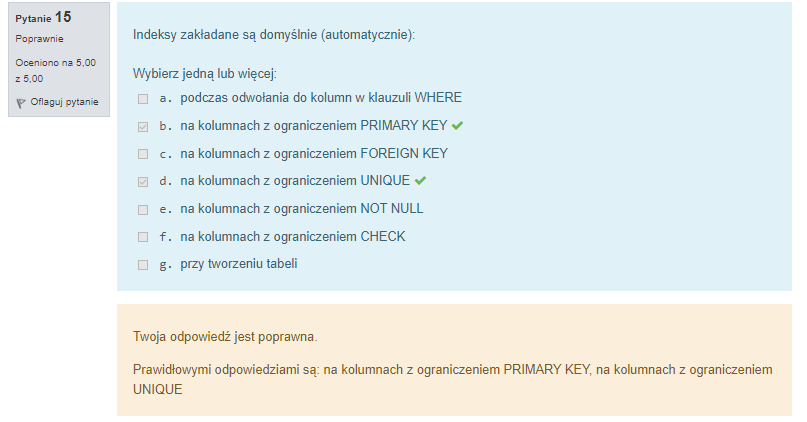 Pytanie 15
Poprawnie
Oceniono na 5,00
z 5,00
Oflaguj pytanie
Indeksy zakładane są domyślnie (automatycznie):
Wybierz jedną lub więcej:
a. podczas odwołania do kolumn w klauzuli WHERE
b. na kolumnach z ograniczeniem PRIMARY KEY
c. na kolumnach z ograniczeniem FOREIGN KEY
d. na kolumnach z ograniczeniem UNIQUE
e. na kolumnach z ograniczeniem NOT NULL
f. na kolumnach z ograniczeniem CHECK
g. przy tworzeniu tabeli
Twoja odpowiedź jest poprawna.
Prawidłowymi odpowiedziami są: na kolumnach z ograniczeniem PRIMARY KEY, na kolumnach z ograniczeniem
UNIQUE